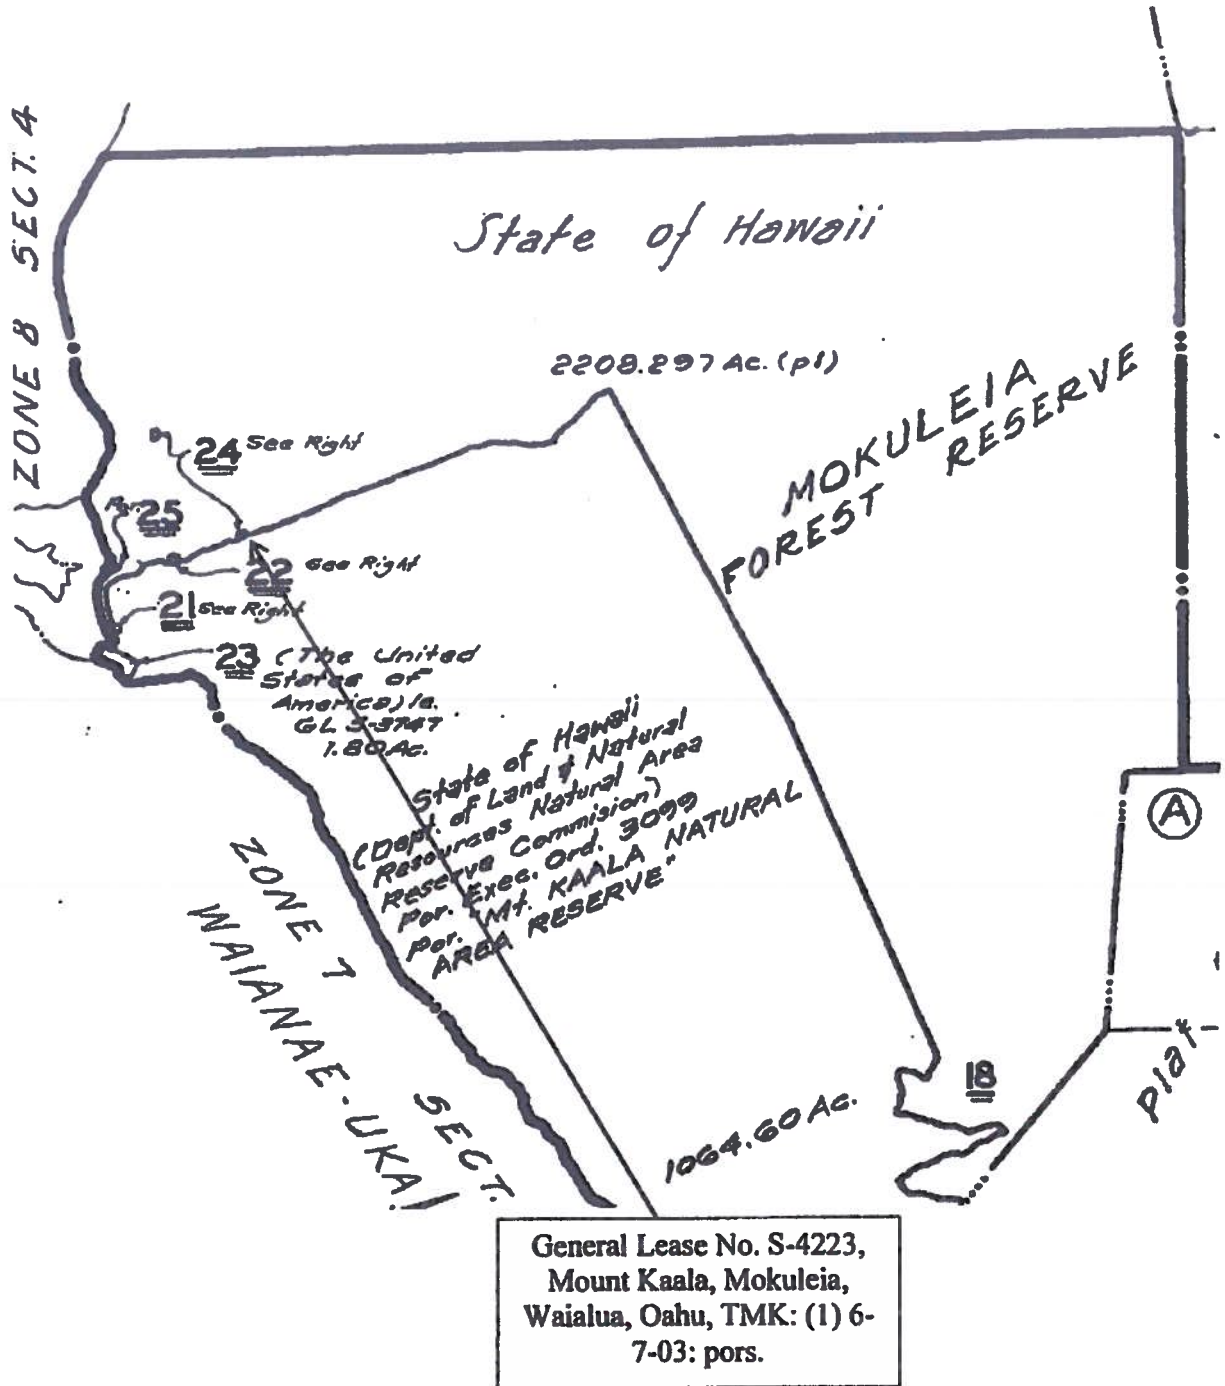 ZONE 8 SECT. 4
State of Hawaii
2208.297 Ac. (pl)
MOKULEIA
FOREST RESERVE
24 See Right
Por. 25
22 See Right
21 See Right
23 (The United
States of
America) le.
GL S-3747
1.80 Ac.
State of Hawaii
(Dept. of Land & Natural
Resources Natural Area
Reserve Commision)
Por. Exec. Ord. 3099
Por. "Mt. KAALA NATURAL
AREA RESERVE"
A
ZONE 7
SECT.
WAIANAE-UKA
1064.60 Ac.
18
Plat
General Lease No. S-4223,
Mount Kaala, Mokuleia,
Waialua, Oahu, TMK: (1) 6-
7-03: pors.